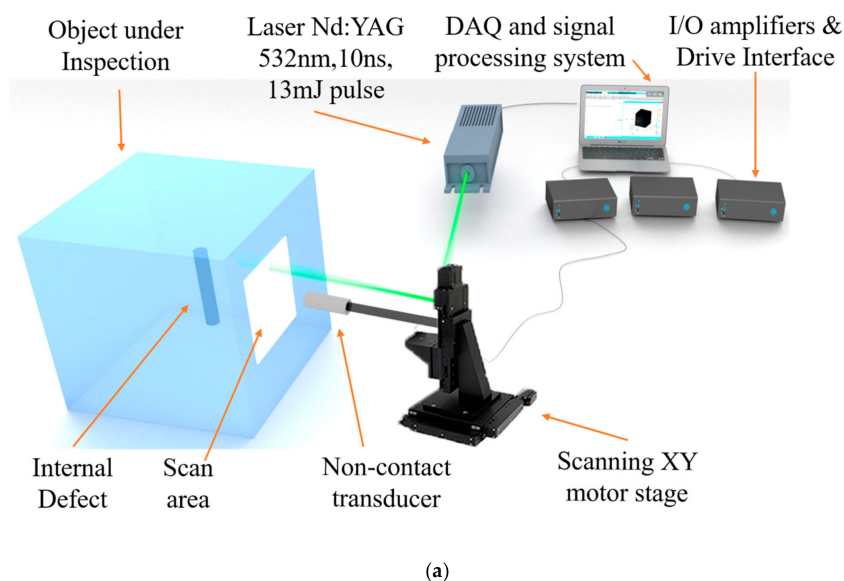 Object under
Inspection
Laser Nd:YAG
532nm,10ns,
13mJ pulse
DAQ and signal
processing system
I/O amplifiers &
Drive Interface
Internal
Defect
Scan
area
Non-contact
transducer
Scanning XY
motor stage
(a)